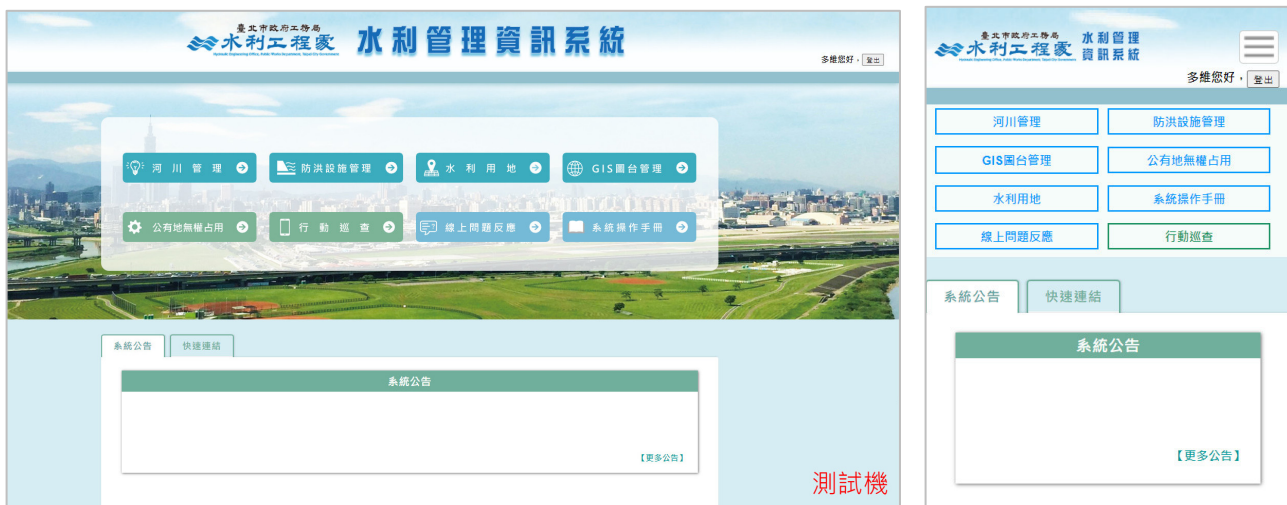 臺北市政府工務局
水利工程處 水利管理資訊系統
多維您好， 登出
河川管理 防洪設施管理 水利用地 GIS圖台管理
公有地無權占用 行動巡查 線上問題反應 系統操作手冊
系統公告 快速連結
系統公告
【更多公告】
測試機
臺北市政府工務局
水利工程處 水利管理
資訊系統
多維您好， 登出
河川管理 防洪設施管理
GIS圖台管理 公有地無權占用
水利用地 系統操作手冊
線上問題反應 行動巡查
系統公告 快速連結
系統公告
【更多公告】